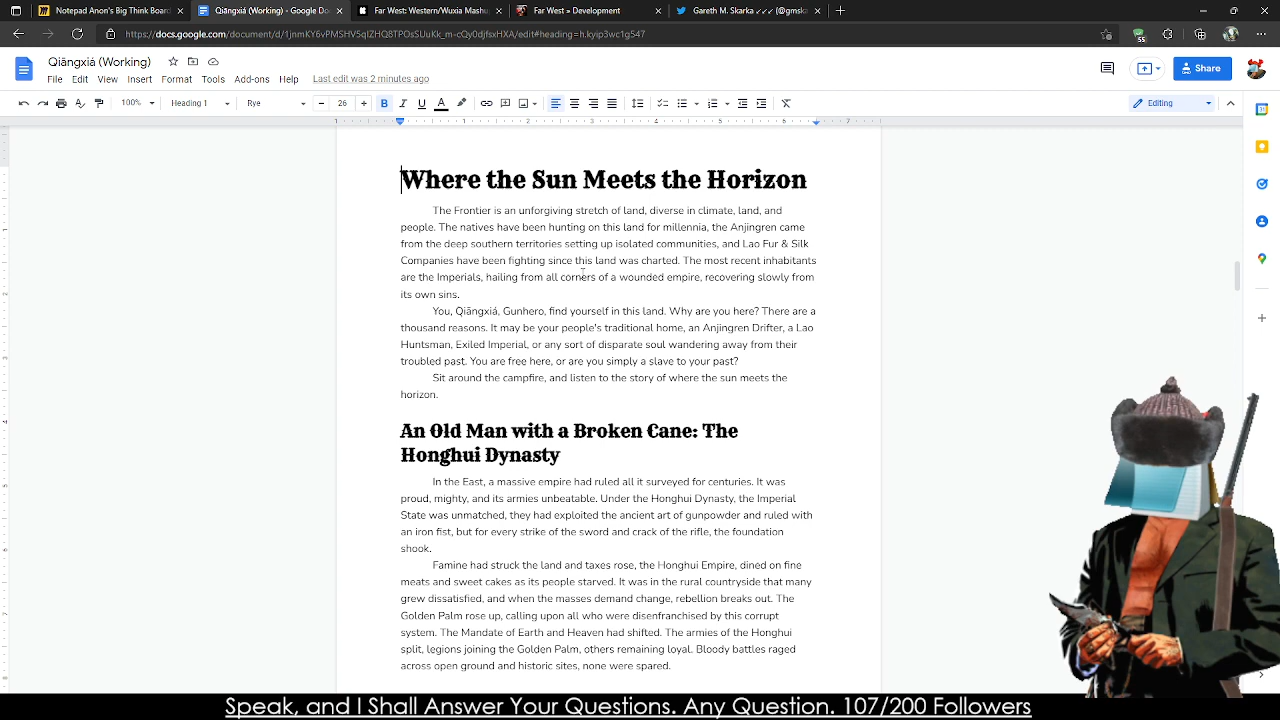 Notepad Anon's Big Think Board
Qiāngxiá (Working) - Google Do
Far West: Western/Wuxia Mashup
Far West » Development
Gareth M. Skarka ✓✓✓ (@gmska
https://docs.google.com/document/d/1jnmKY6vPMSHV5qIZHQ8TPOsSUuKk_m-cQy0djfsxHXA/edit#heading=h.kyip3wc1g547
Qiāngxiá (Working)
File Edit View Insert Format Tools Add-ons Help Last edit was 2 minutes ago
Share
100% Heading 1 Rye 26 B I U A Editing
1 1 2 3 4 5 6 7
Where the Sun Meets the Horizon
The Frontier is an unforgiving stretch of land, diverse in climate, land, and
people. The natives have been hunting on this land for millennia, the Anjingren came
from the deep southern territories setting up isolated communities, and Lao Fur & Silk
Companies have been fighting since this land was charted. The most recent inhabitants
are the Imperials, hailing from all corners of a wounded empire, recovering slowly from
its own sins.
You, Qiāngxiá, Gunhero, find yourself in this land. Why are you here? There are a
thousand reasons. It may be your people's traditional home, an Anjingren Drifter, a Lao
Huntsman, Exiled Imperial, or any sort of disparate soul wandering away from their
troubled past. You are free here, or are you simply a slave to your past?
Sit around the campfire, and listen to the story of where the sun meets the
horizon.
An Old Man with a Broken Cane: The
Honghui Dynasty
In the East, a massive empire had ruled all it surveyed for centuries. It was
proud, mighty, and its armies unbeatable. Under the Honghui Dynasty, the Imperial
State was unmatched, they had exploited the ancient art of gunpowder and ruled with
an iron fist, but for every strike of the sword and crack of the rifle, the foundation
shook.
Famine had struck the land and taxes rose, the Honghui Empire, dined on fine
meats and sweet cakes as its people starved. It was in the rural countryside that many
grew dissatisfied, and when the masses demand change, rebellion breaks out. The
Golden Palm rose up, calling upon all who were disenfranchised by this corrupt
system. The Mandate of Earth and Heaven had shifted. The armies of the Honghui
split, legions joining the Golden Palm, others remaining loyal. Bloody battles raged
across open ground and historic sites, none were spared.
Speak, and I Shall Answer Your Questions. Any Question. 107/200 Followers